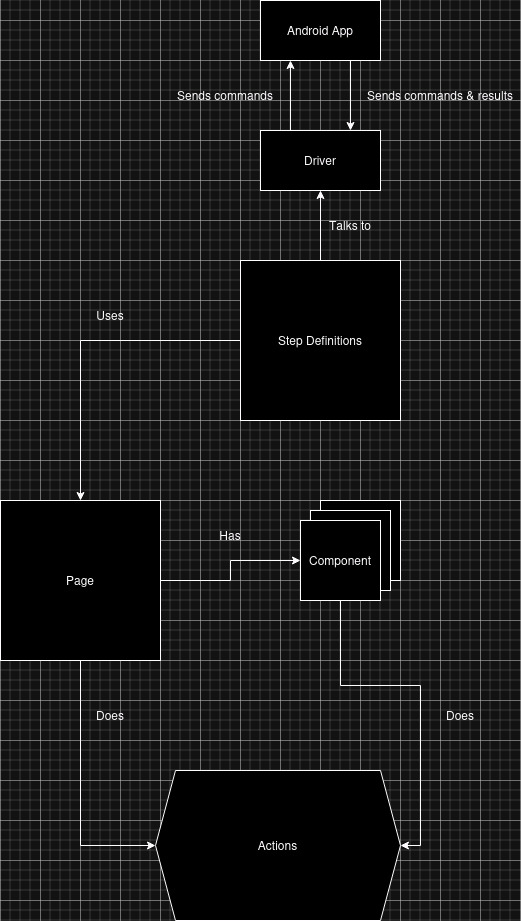 Android App
Sends commands
Sends commands & results
Driver
Talks to
Uses
Step Definitions
Has
Component
Page
Does
Does
Actions